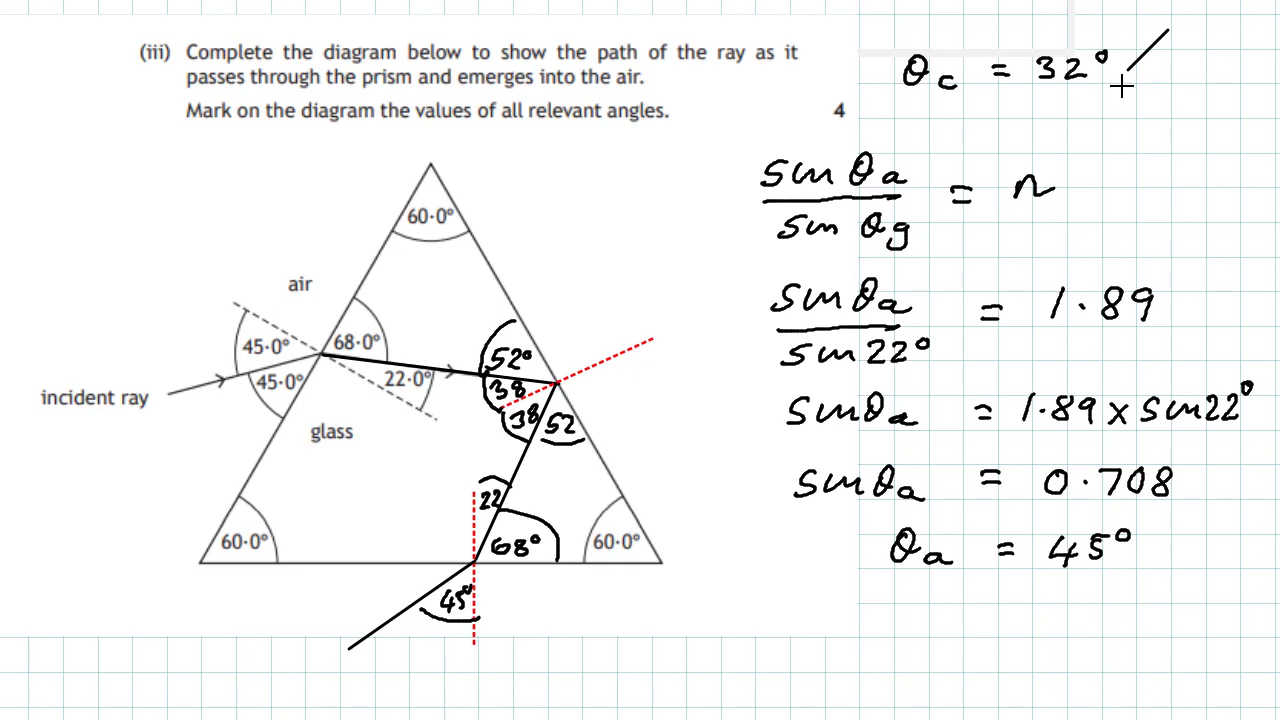 (iii) Complete the diagram below to show the path of the ray as it
passes through the prism and emerges into the air.
Mark on the diagram the values of all relevant angles. 4
60·0°
air
45·0°
68·0°
52°
incident ray
45·0°
22·0°
38
glass
38
52
22
60·0°
68°
60·0°
45°
θc = 32°
sin θa / sin θg = n
sin θa / sin 22° = 1.89
sin θa = 1.89 × sin 22°
sin θa = 0.708
θa = 45°